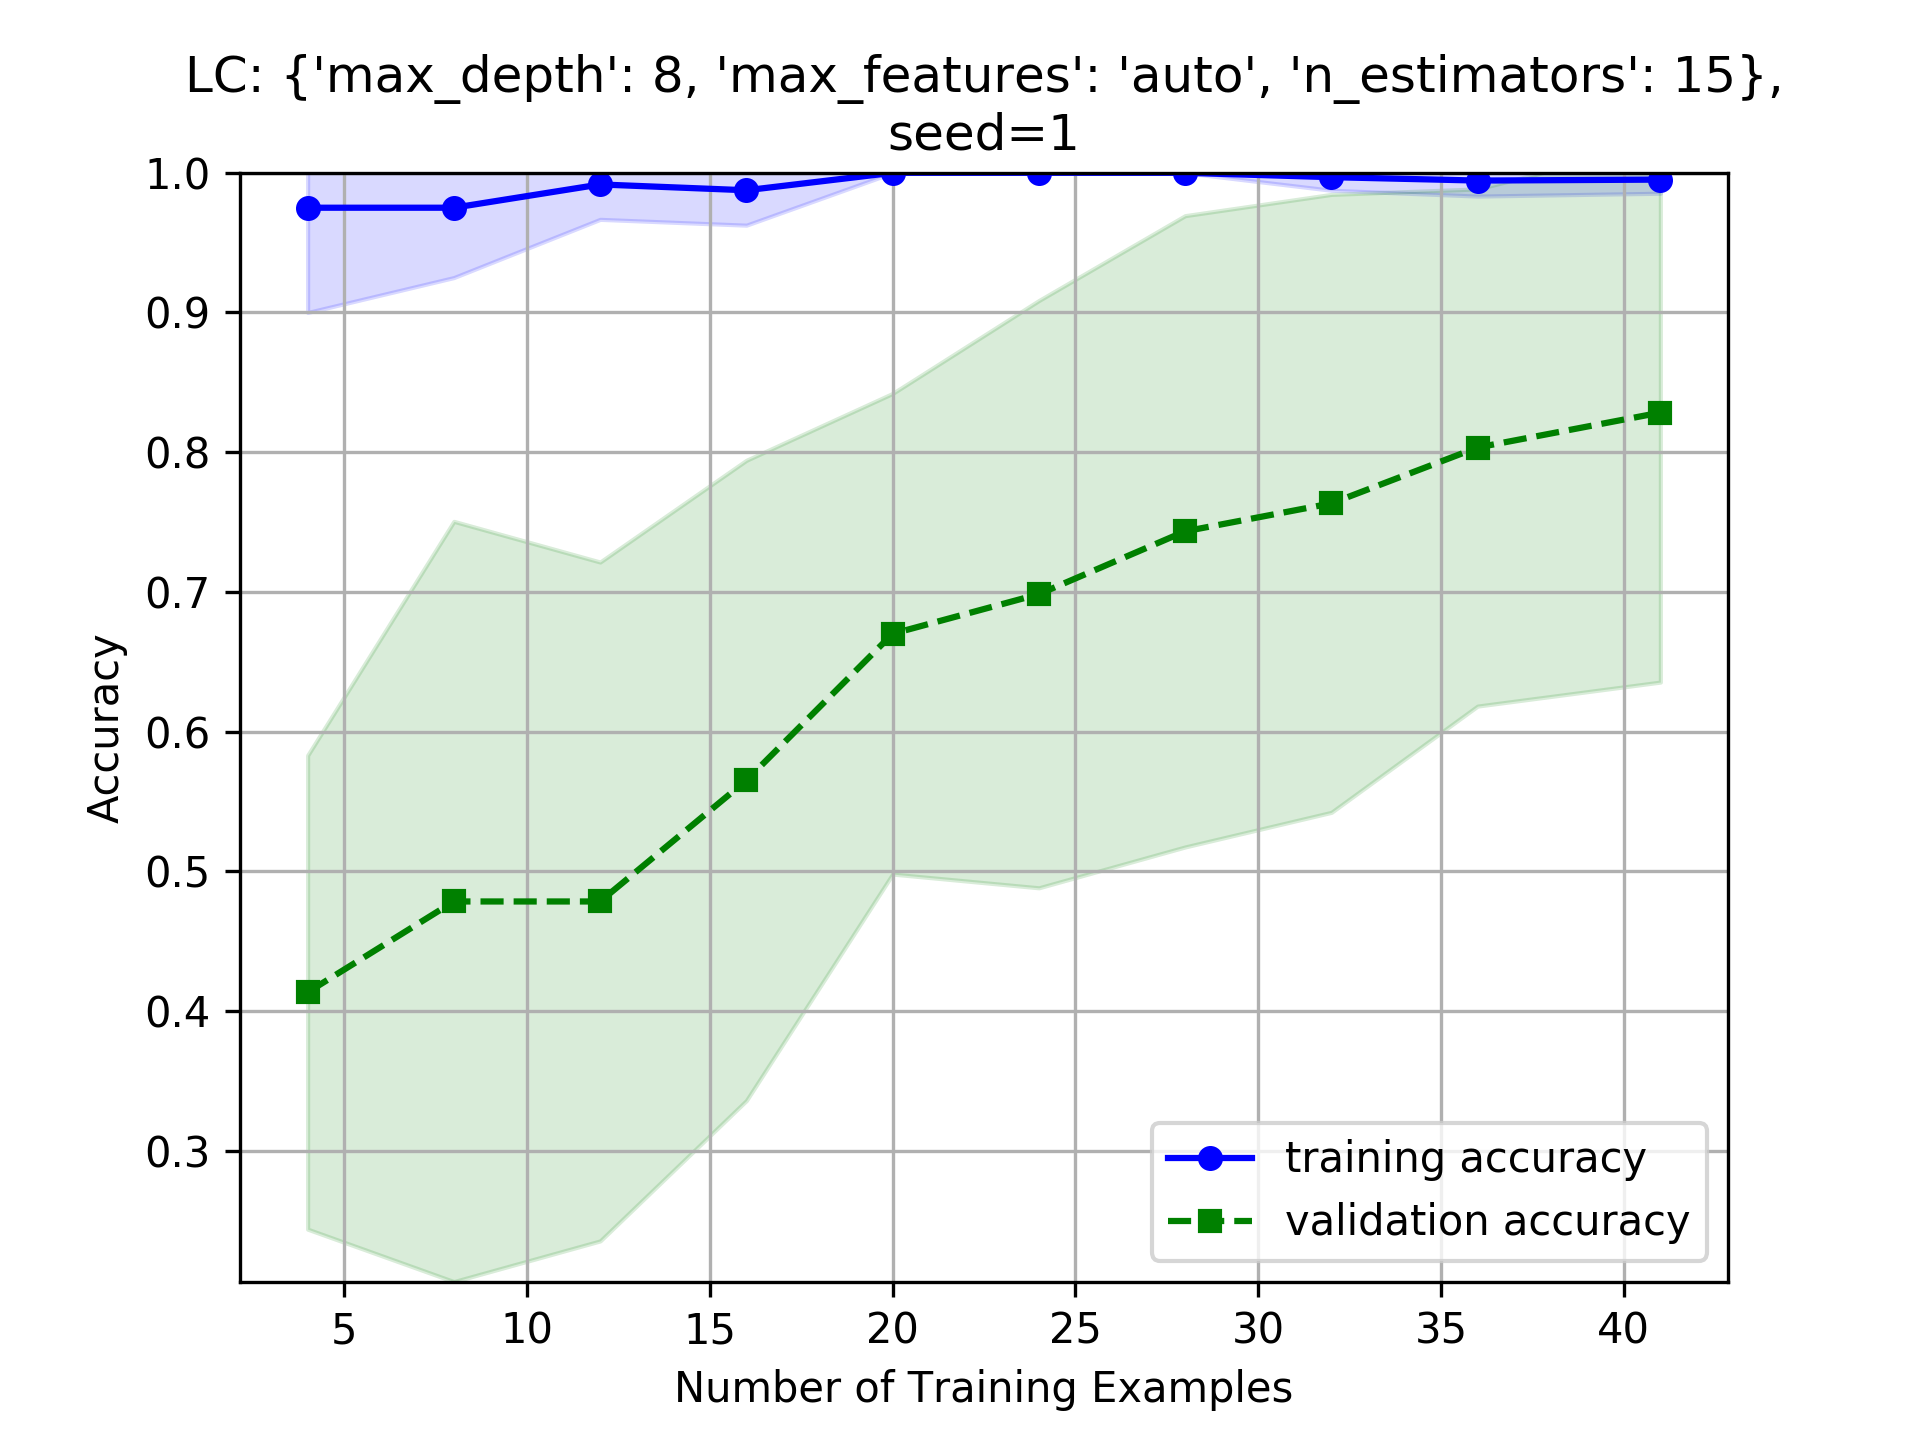 LC: {'max_depth': 8, 'max_features': 'auto', 'n_estimators': 15},
seed=1
1.0
0.9
0.8
0.7
0.6
0.5
0.4
0.3
Accuracy
training accuracy
validation accuracy
5 10 15 20 25 30 35 40
Number of Training Examples